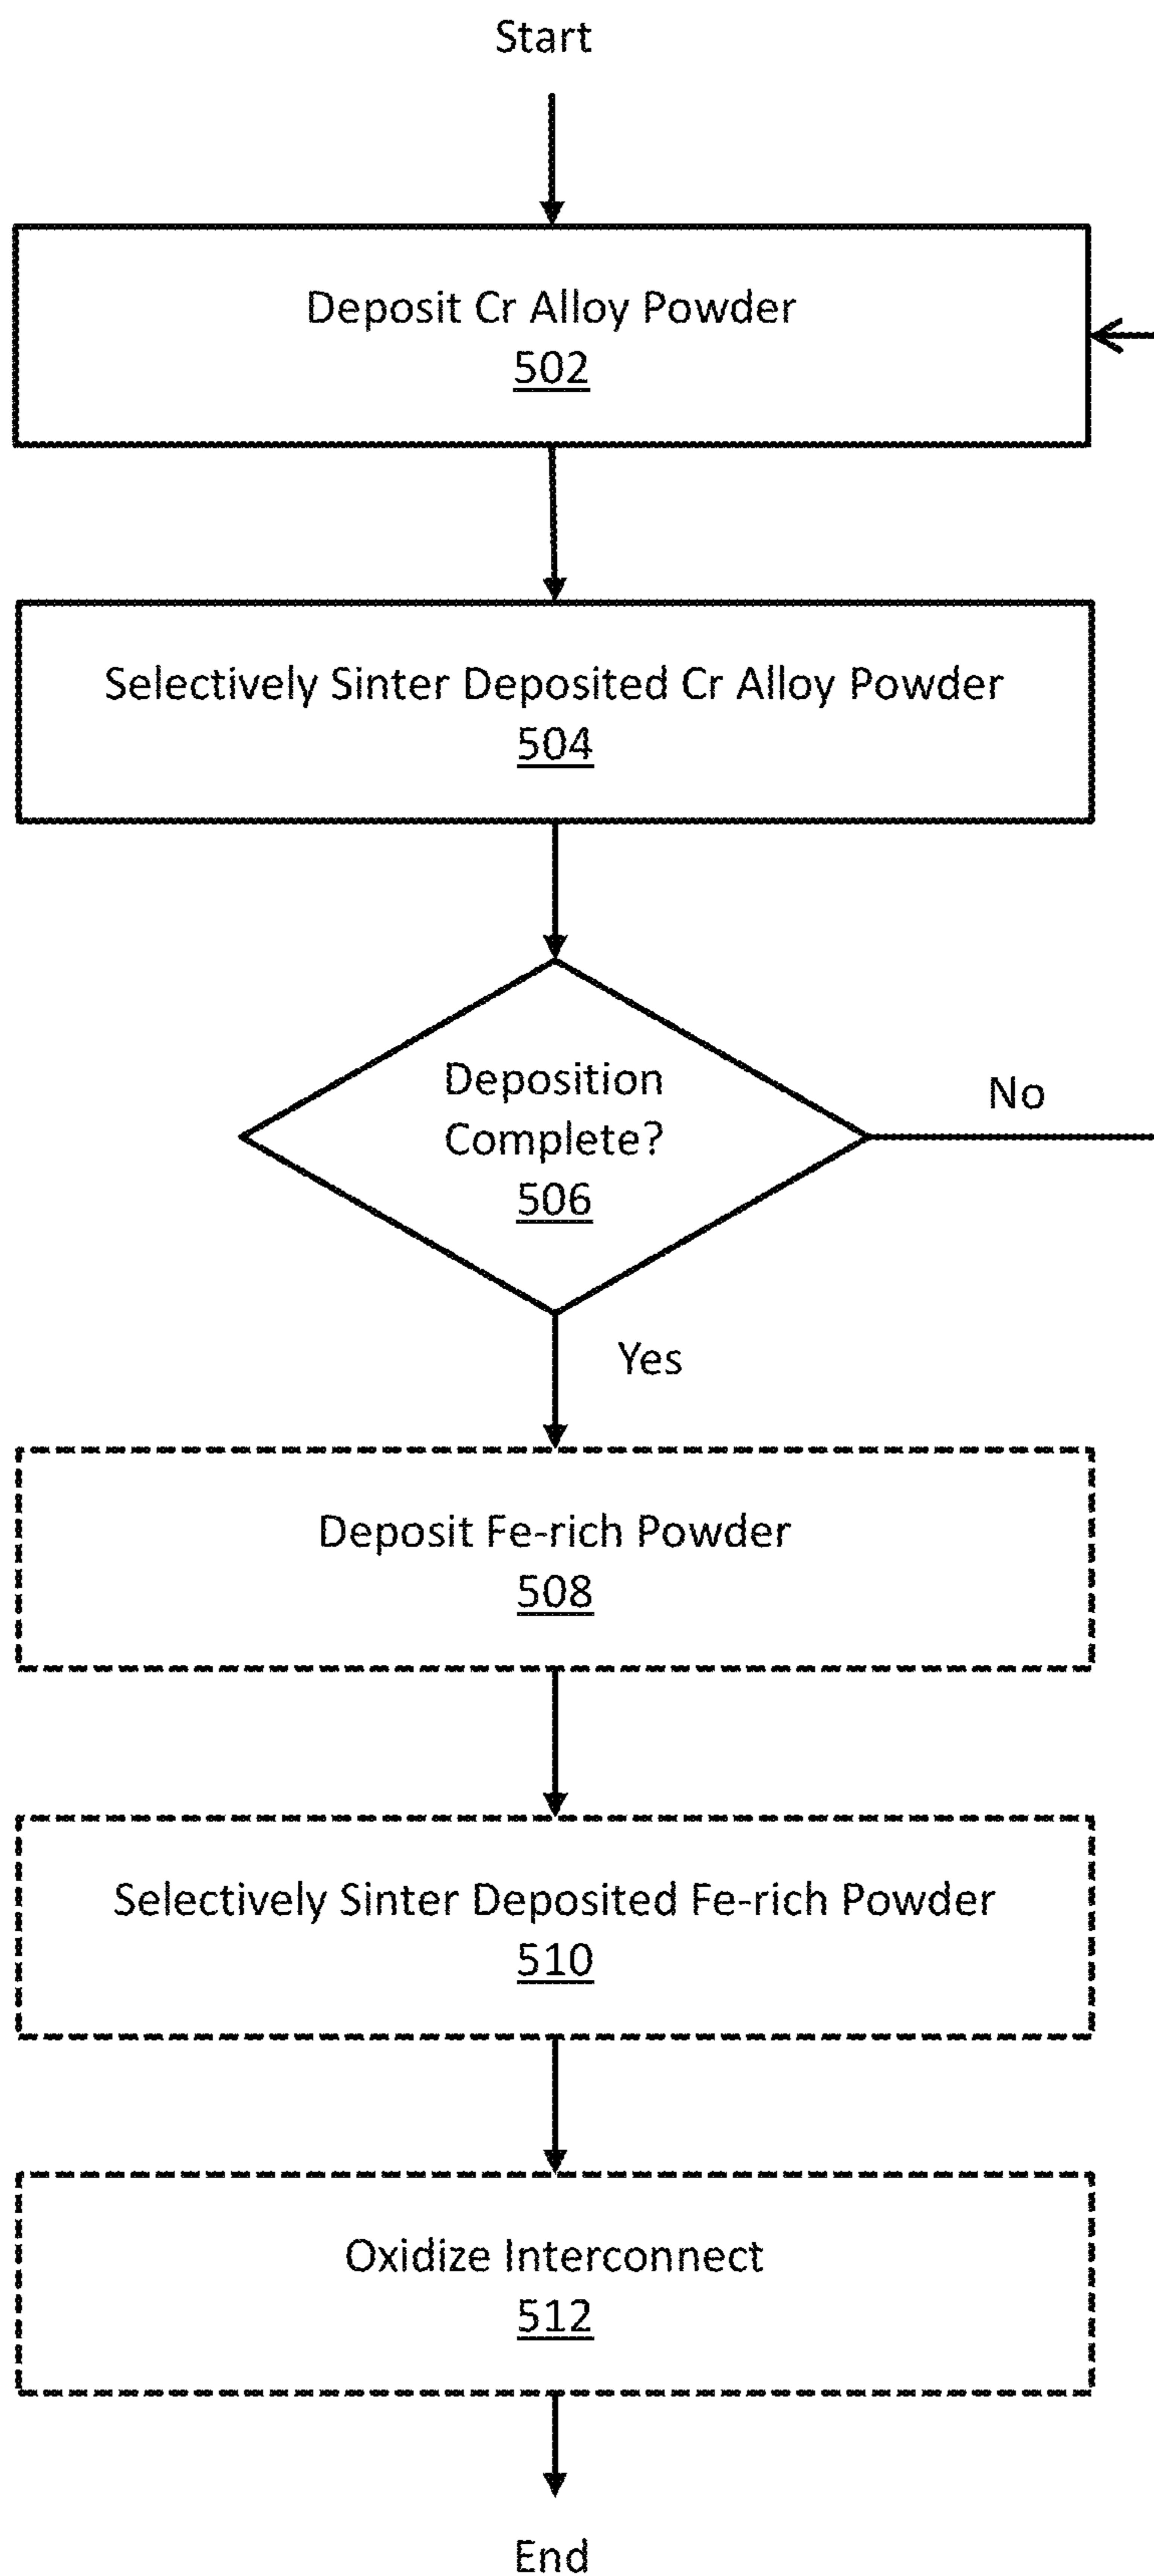 Start
Deposit Cr Alloy Powder
502
Selectively Sinter Deposited Cr Alloy Powder
504
Deposition
Complete?
506
No
Yes
Deposit Fe-rich Powder
508
Selectively Sinter Deposited Fe-rich Powder
510
Oxidize Interconnect
512
End